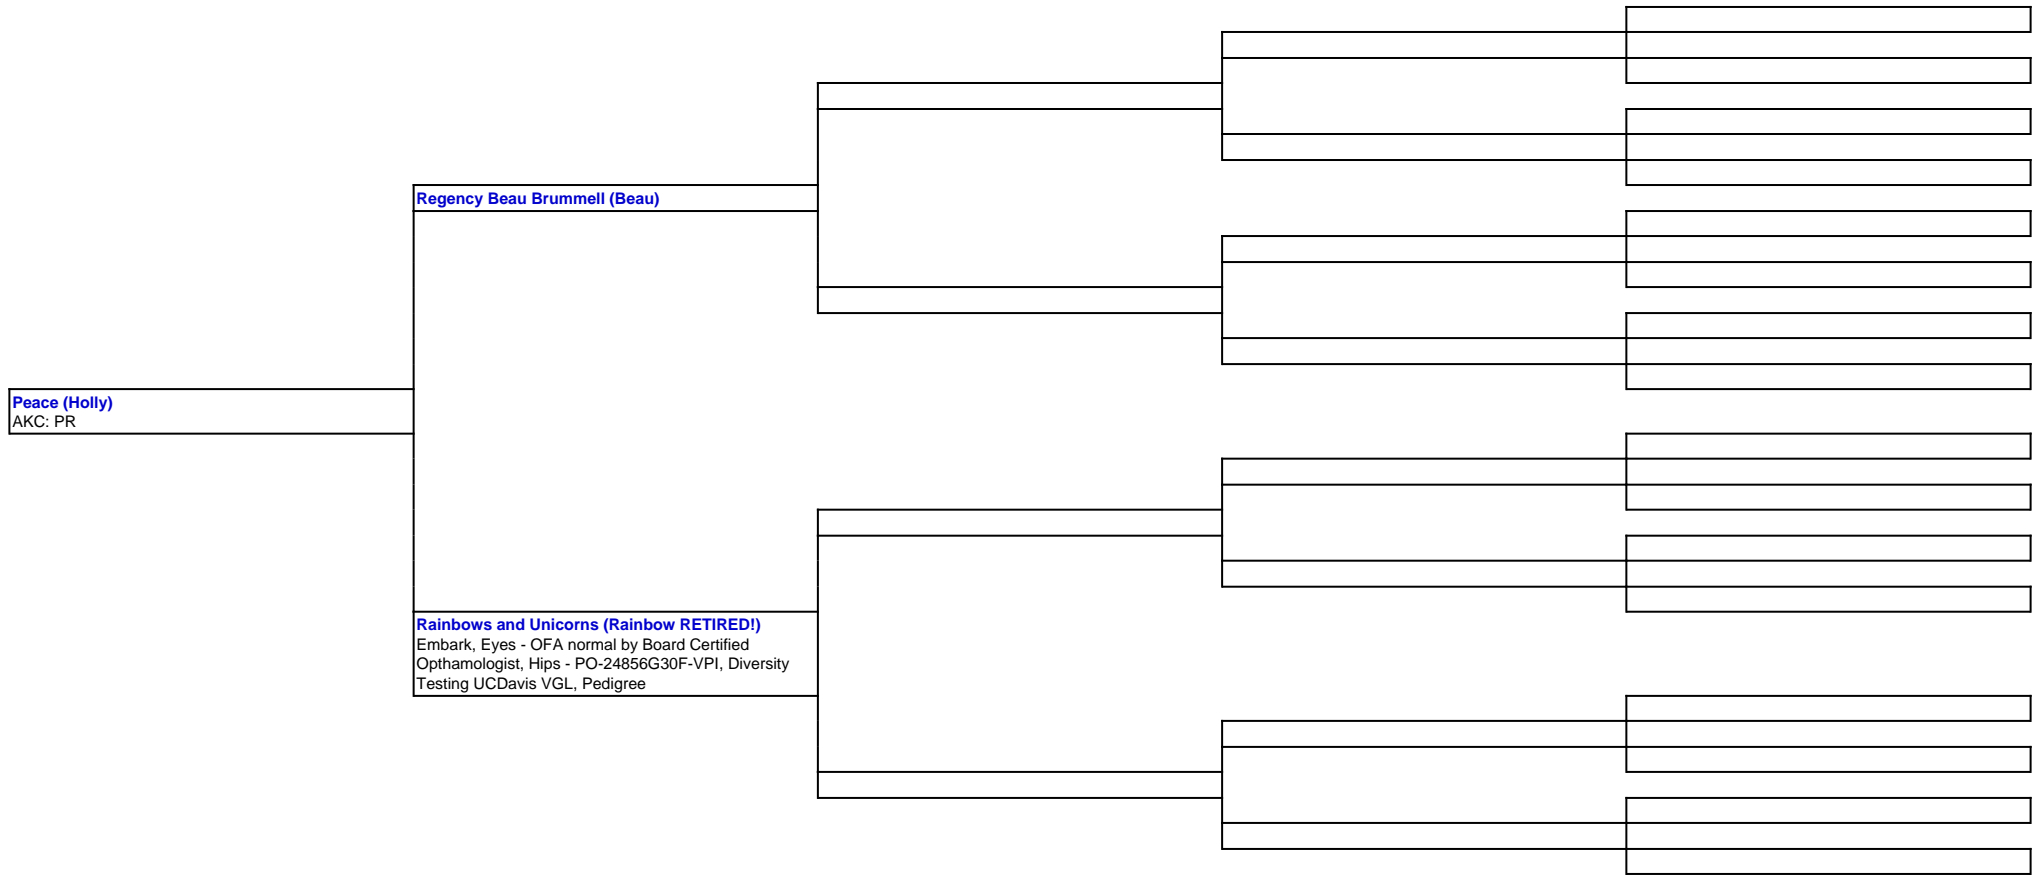 Regency Beau Brummell (Beau)
Peace (Holly)
AKC: PR
Rainbows and Unicorns (Rainbow RETIRED!)
Embark, Eyes - OFA normal by Board Certified
Opthamologist, Hips - PO-24856G30F-VPI, Diversity
Testing UCDavis VGL, Pedigree